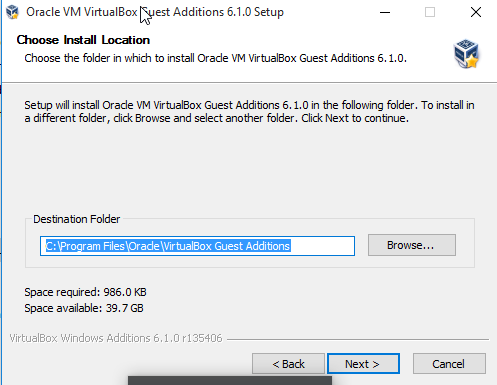 Oracle VM VirtualBox Guest Additions 6.1.0 Setup
Choose Install Location
Choose the folder in which to install Oracle VM VirtualBox Guest Additions 6.1.0.
Setup will install Oracle VM VirtualBox Guest Additions 6.1.0 in the following folder. To install in
a different folder, click Browse and select another folder. Click Next to continue.
Destination Folder
C:\Program Files\Oracle\VirtualBox Guest Additions
Browse...
Space required: 986.0 KB
Space available: 39.7 GB
VirtualBox Windows Additions 6.1.0 r135406
< Back
Next >
Cancel